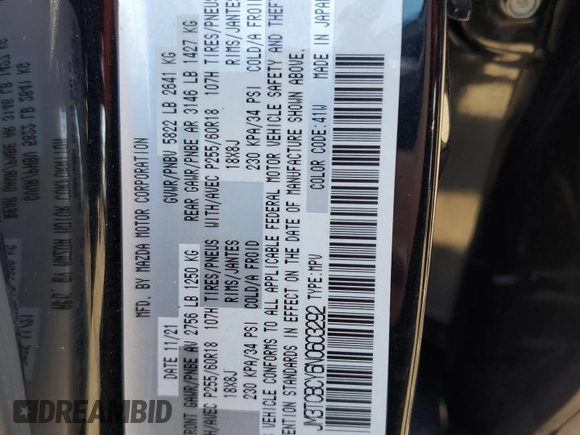 MFD. BY MAZDA MOTOR CORPORATION
DATE 11/21 GVWR/PNBV 5822 LB 2641 KG
FRONT GAWR/PNBE AV 2756 LB 1250 KG REAR GAWR/PNBE AR 3146 LB 1427 KG
WITH/AVEC P255/60R18 107H TIRES/PNEUS WITH/AVEC P255/60R18 107H TIRES/PNEUS
18X8J RIMS/JANTES 18X8J RIMS/JANTES
230 KPA/34 PSI COLD/A FROID 230 KPA/34 PSI COLD/A FROID
THIS VEHICLE CONFORMS TO ALL APPLICABLE FEDERAL MOTOR VEHICLE SAFETY AND THEFT
STANDARDS IN EFFECT ON THE DATE OF MANUFACTURE SHOWN ABOVE.
JM3TCBCY6N0603292 COLOR CODE:41W MADE IN JAPAN
TYPE:MPV
DEALERSHIP AUCTIONS